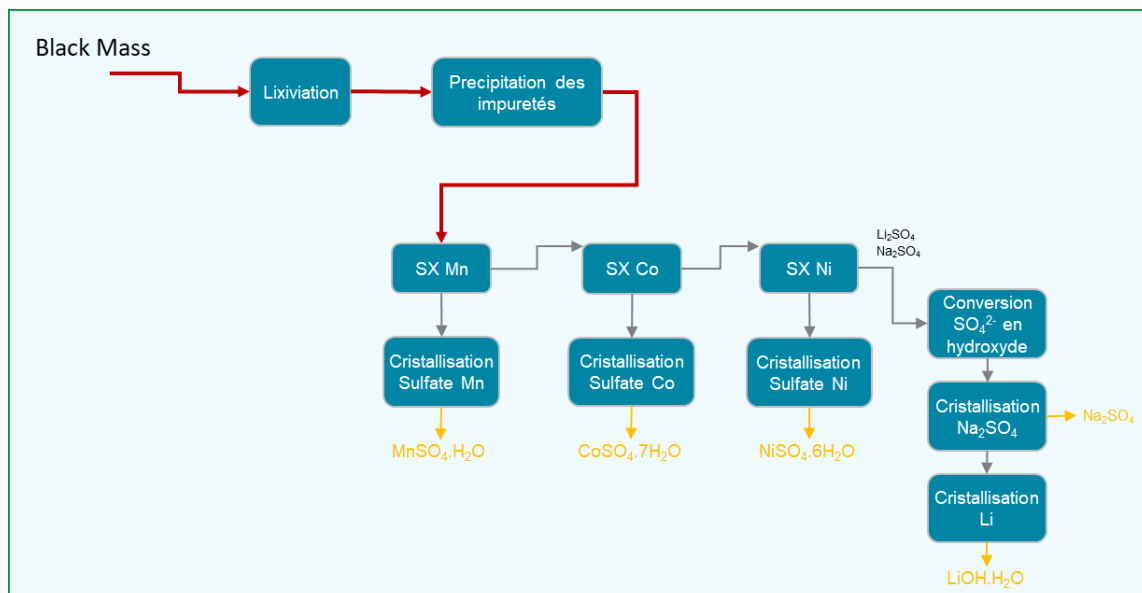 Black Mass
Lixiviation
Precipitation des
impuretés
SX Mn
SX Co
SX Ni
Li₂SO₄
Na₂SO₄
Conversion
SO₄²⁻ en
hydroxyde
Cristallisation
Sulfate Mn
Cristallisation
Sulfate Co
Cristallisation
Sulfate Ni
Cristallisation
Na₂SO₄
Na₂SO₄
MnSO₄.H₂O
CoSO₄.7H₂O
NiSO₄.6H₂O
Cristallisation
Li
LiOH.H₂O